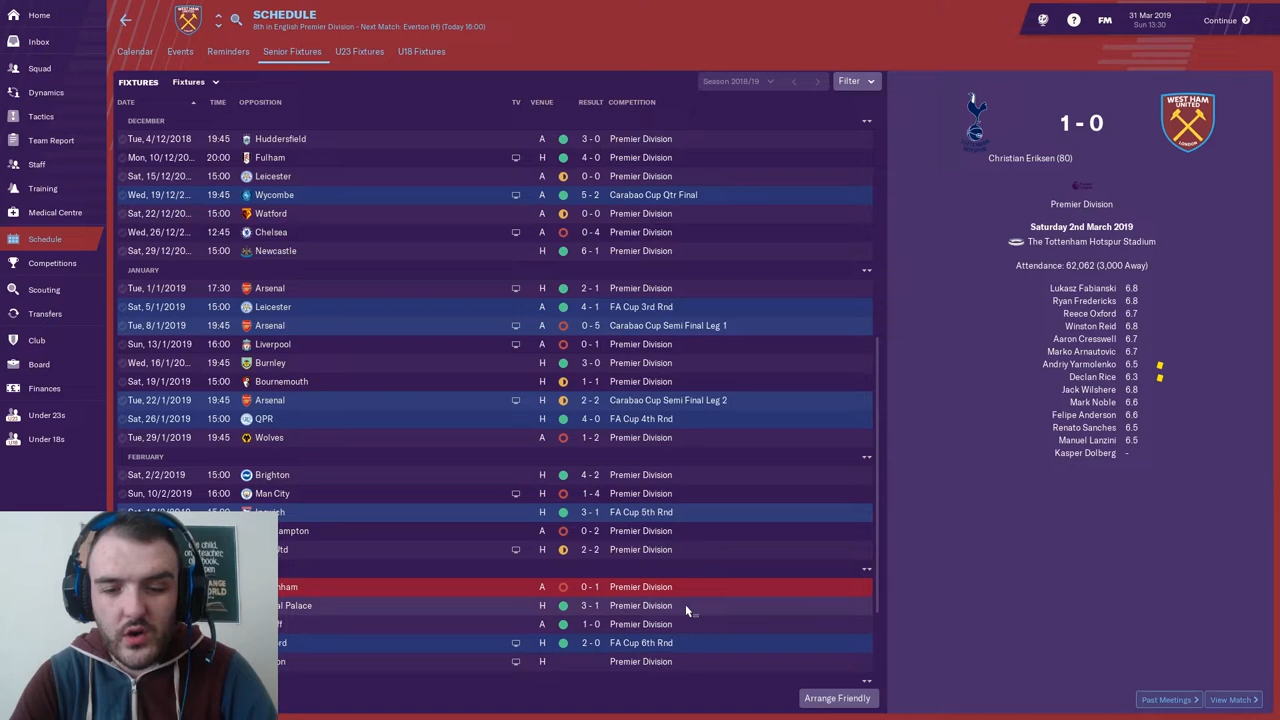 Home
Inbox
Squad
Dynamics
Tactics
Team Report
Staff
Training
Medical Centre
Schedule
Competitions
Scouting
Transfers
Club
Board
Finances
Under 23s
Under 18s
SCHEDULE
8th in English Premier Division - Next Match: Everton (H) (Today 16:00)
FM
31 Mar 2019
Sun 13:30
Continue
Calendar Events Reminders Senior Fixtures U23 Fixtures U18 Fixtures
FIXTURES Fixtures Season 2018/19 Filter
DATE TIME OPPOSITION TV VENUE RESULT COMPETITION
DECEMBER
Tue, 4/12/2018 19:45 Huddersfield A 3 - 0 Premier Division
Mon, 10/12/20... 20:00 Fulham H 4 - 0 Premier Division
Sat, 15/12/20... 15:00 Leicester A 0 - 0 Premier Division
Wed, 19/12/2... 19:45 Wycombe A 5 - 2 Carabao Cup Qtr Final
Sat, 22/12/20... 15:00 Watford H 0 - 0 Premier Division
Wed, 26/12/20... 12:45 Chelsea A 0 - 4 Premier Division
Sat, 29/12/20... 15:00 Newcastle H 6 - 1 Premier Division
JANUARY
Tue, 1/1/2019 17:30 Arsenal H 2 - 1 Premier Division
Sat, 5/1/2019 15:00 Leicester A 4 - 1 FA Cup 3rd Rnd
Tue, 8/1/2019 19:45 Arsenal A 0 - 5 Carabao Cup Semi Final Leg 1
Sun, 13/1/2019 16:00 Liverpool A 0 - 1 Premier Division
Wed, 16/1/20... 19:45 Burnley H 3 - 0 Premier Division
Sat, 19/1/2019 15:00 Bournemouth H 1 - 1 Premier Division
Tue, 22/1/2019 19:45 Arsenal H 2 - 2 Carabao Cup Semi Final Leg 2
Sat, 26/1/2019 15:00 QPR H 4 - 0 FA Cup 4th Rnd
Tue, 29/1/2019 19:45 Wolves A 1 - 2 Premier Division
FEBRUARY
Sat, 2/2/2019 15:00 Brighton H 4 - 2 Premier Division
Sun, 10/2/2019 16:00 Man City H 1 - 4 Premier Division
H 3 - 1 FA Cup 5th Rnd
ampton A 0 - 2 Premier Division
td H 2 - 2 Premier Division
nham A 0 - 1 Premier Division
al Palace H 3 - 1 Premier Division
ff A 1 - 0 Premier Division
rd H 2 - 0 FA Cup 6th Rnd
on H Premier Division
Arrange Friendly
WEST HAM
UNITED
LONDON
1 - 0
Christian Eriksen (80)
Premier Division
Saturday 2nd March 2019
The Tottenham Hotspur Stadium
Attendance: 62,062 (3,000 Away)
Lukasz Fabianski 6.8
Ryan Fredericks 6.8
Reece Oxford 6.7
Winston Reid 6.8
Aaron Cresswell 6.7
Marko Arnautovic 6.7
Andriy Yarmolenko 6.5
Declan Rice 6.3
Jack Wilshere 6.8
Mark Noble 6.6
Felipe Anderson 6.6
Renato Sanches 6.5
Manuel Lanzini 6.5
Kasper Dolberg -
Past Meetings View Match